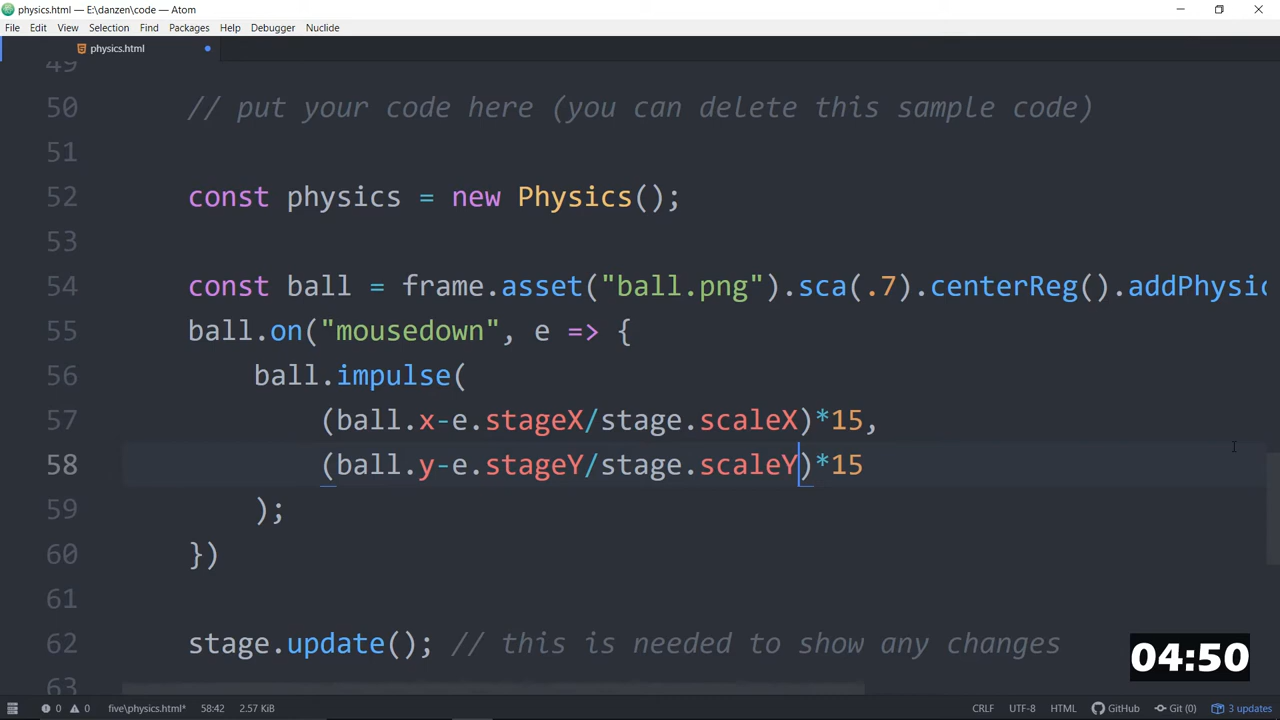 physics.html — E:\danzen\code — Atom
File Edit View Selection Find Packages Help Debugger Nuclide
physics.html
49
50 // put your code here (you can delete this sample code)
51
52 const physics = new Physics();
53
54 const ball = frame.asset("ball.png").sca(.7).centerReg().addPhysic
55 ball.on("mousedown", e => {
56 ball.impulse(
57 (ball.x-e.stageX/stage.scaleX)*15,
58 (ball.y-e.stageY/stage.scaleY)*15
59 );
60 })
61
62 stage.update(); // this is needed to show any changes
63
04:50
0 0 five\physics.html* 58:42 2.57 KiB CRLF UTF-8 HTML GitHub Git (0) 3 updates